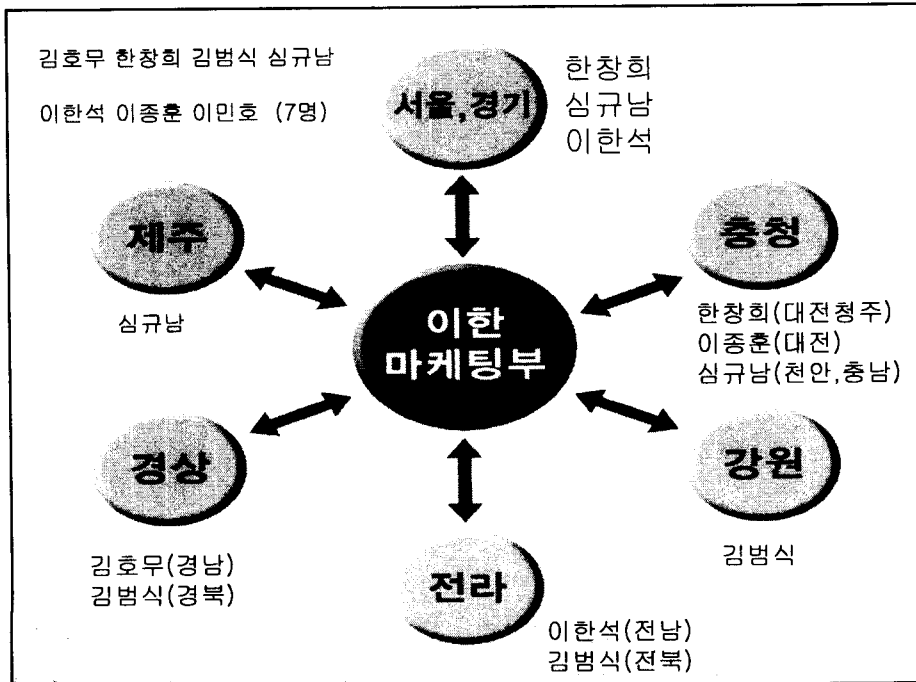 김호무 한창희 김범식 심규남
이한석 이종훈 이민호 (7명)
서울,경기
한창희
심규남
이한석
제주
심규남
충청
한창희(대전청주)
이종훈(대전)
심규남(천안,충남)
이한
마케팅부
경상
김호무(경남)
김범식(경북)
강원
김범식
전라
이한석(전남)
김범식(전북)